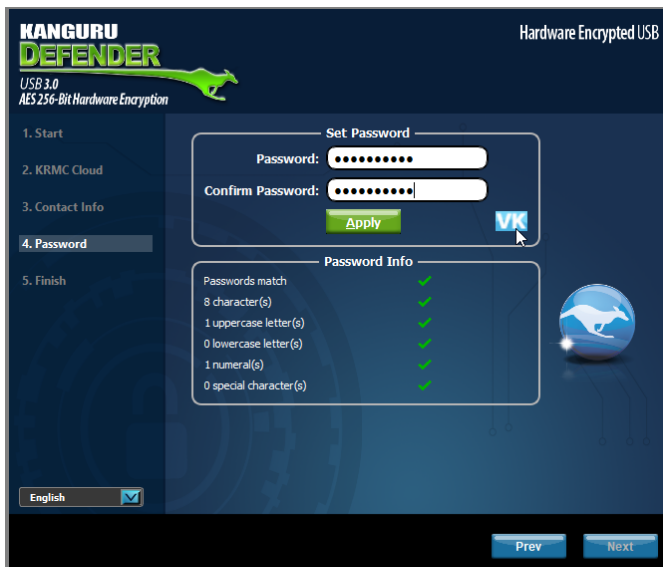 KANGURU
DEFENDER
USB 3.0
AES 256-Bit Hardware Encryption
Hardware Encrypted USB
1. Start
2. KRMC Cloud
3. Contact Info
4. Password
5. Finish
Set Password
Password:
Confirm Password:
Apply
VK
Password Info
Passwords match
8 character(s)
1 uppercase letter(s)
0 lowercase letter(s)
1 numeral(s)
0 special character(s)
English
Prev
Next